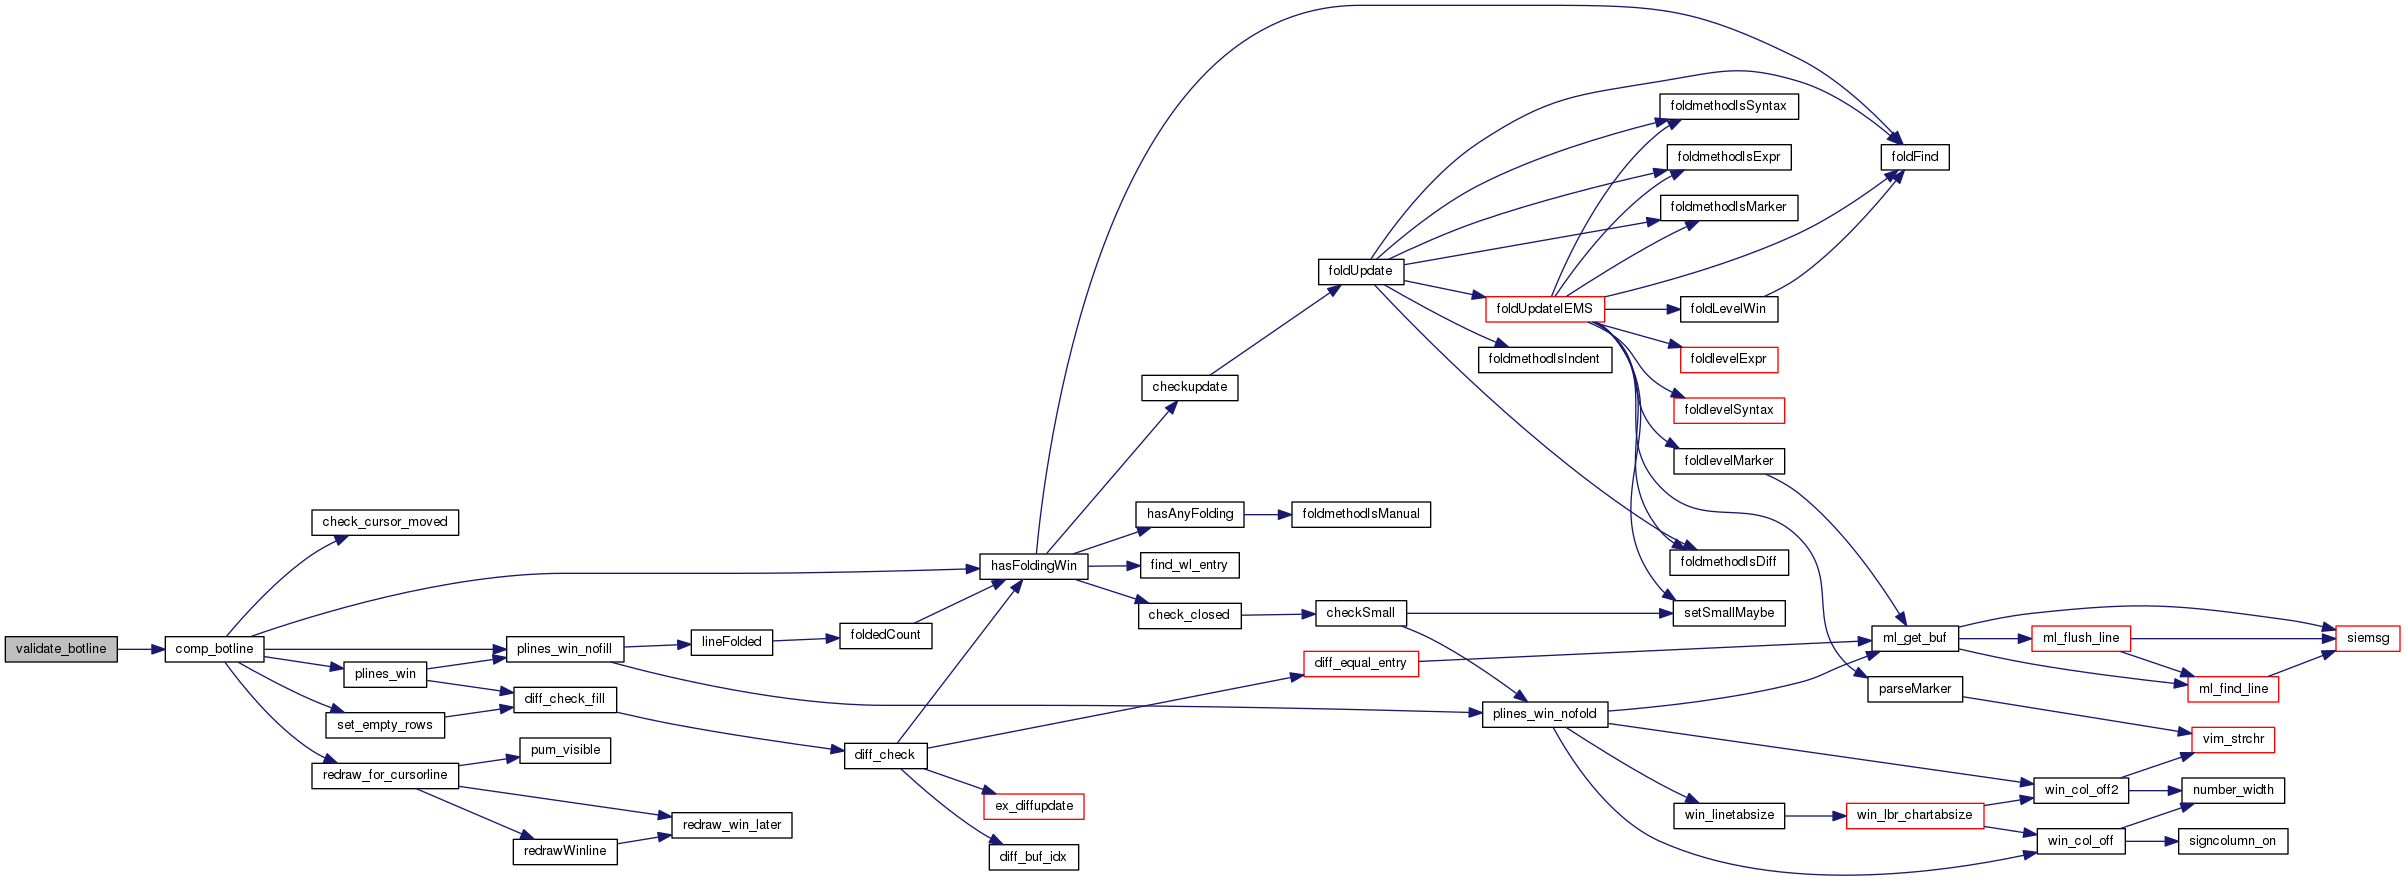 validate_botline
comp_botline
check_cursor_moved
plines_win
set_empty_rows
redraw_for_cursorline
plines_win_nofill
diff_check_fill
pum_visible
redrawWinline
lineFolded
redraw_win_later
foldedCount
diff_check
hasFoldingWin
ex_diffupdate
diff_buf_idx
checkupdate
hasAnyFolding
find_wl_entry
check_closed
foldUpdate
foldmethodIsManual
checkSmall
diff_equal_entry
foldUpdateIEMS
foldmethodIsIndent
plines_win_nofold
foldmethodIsSyntax
foldmethodIsExpr
foldmethodIsMarker
foldLevelWin
foldlevelExpr
foldlevelSyntax
foldlevelMarker
foldmethodIsDiff
setSmallMaybe
win_linetabsize
foldFind
ml_get_buf
parseMarker
win_lbr_chartabsize
ml_flush_line
win_col_off2
win_col_off
siemsg
ml_find_line
vim_strchr
number_width
signcolumn_on